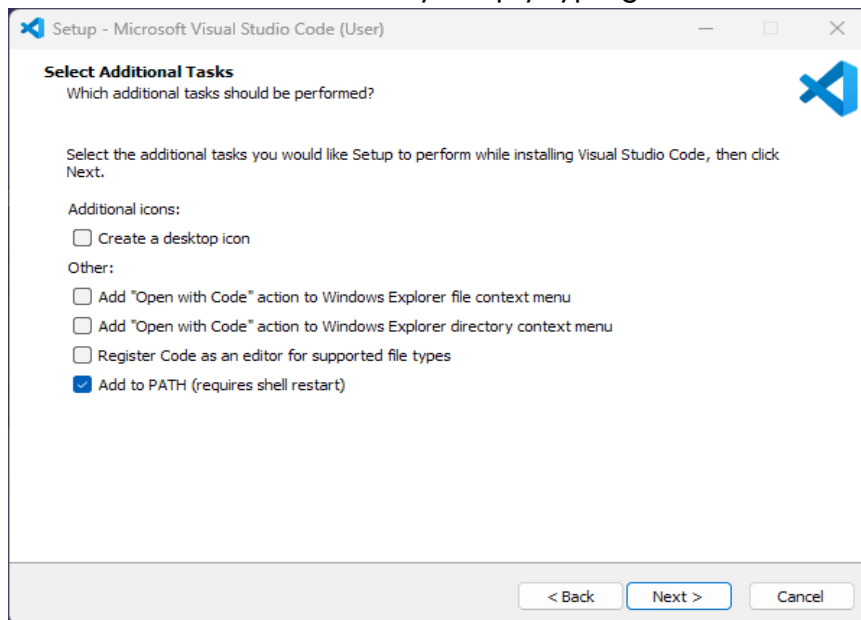 Setup - Microsoft Visual Studio Code (User)
Select Additional Tasks
Which additional tasks should be performed?
Select the additional tasks you would like Setup to perform while installing Visual Studio Code, then click
Next.
Additional icons:
Create a desktop icon
Other:
Add "Open with Code" action to Windows Explorer file context menu
Add "Open with Code" action to Windows Explorer directory context menu
Register Code as an editor for supported file types
Add to PATH (requires shell restart)
< Back Next > Cancel